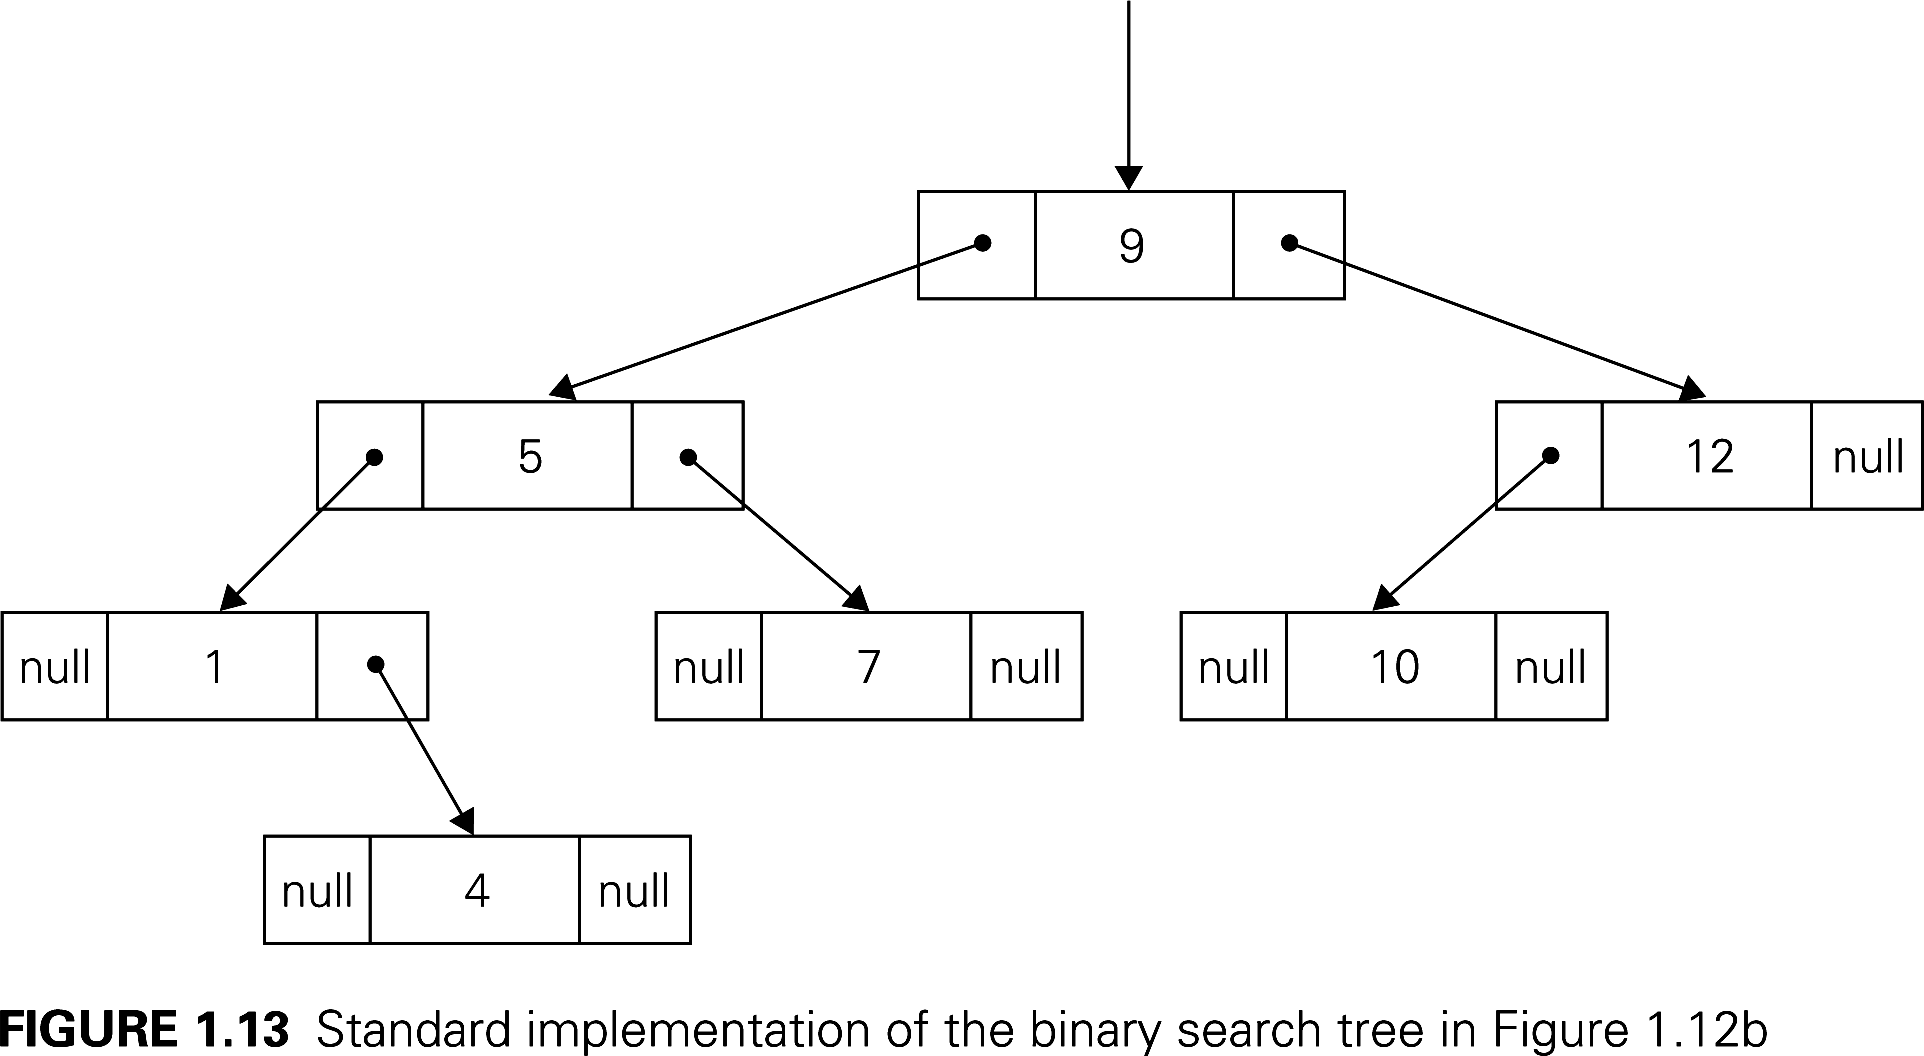 9
5
12 null
null 1
null 7 null
null 10 null
null 4 null
FIGURE 1.13 Standard implementation of the binary search tree in Figure 1.12b